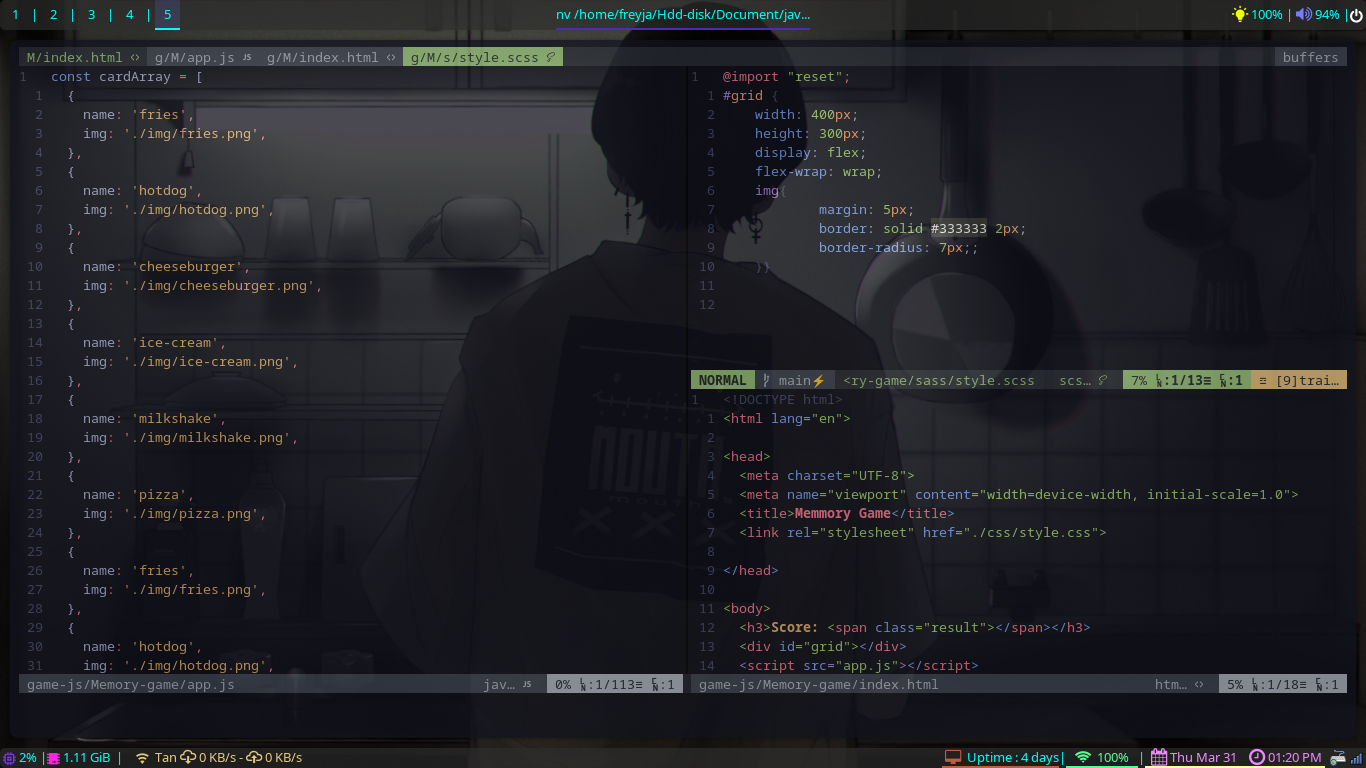 1 | 2 | 3 | 4 | 5
nv /home/freyja/Hdd-disk/Document/jav...
100% | 94% |
M/index.html <> g/M/app.js JS g/M/index.html <> g/M/s/style.scss
buffers
1 const cardArray = [
1 {
2 name: 'fries',
3 img: './img/fries.png',
4 },
5 {
6 name: 'hotdog',
7 img: './img/hotdog.png',
8 },
9 {
10 name: 'cheeseburger',
11 img: './img/cheeseburger.png',
12 },
13 {
14 name: 'ice-cream',
15 img: './img/ice-cream.png',
16 },
17 {
18 name: 'milkshake',
19 img: './img/milkshake.png',
20 },
21 {
22 name: 'pizza',
23 img: './img/pizza.png',
24 },
25 {
26 name: 'fries',
27 img: './img/fries.png',
28 },
29 {
30 name: 'hotdog',
31 img: './img/hotdog.png',
game-js/Memory-game/app.js jav... JS 0% LN:1/113≡ CN:1
1 @import "reset";
1 #grid {
2 width: 400px;
3 height: 300px;
4 display: flex;
5 flex-wrap: wrap;
6 img{
7 margin: 5px;
8 border: solid #333333 2px;
9 border-radius: 7px;;
10 }}
11
12
NORMAL main⚡ <ry-game/sass/style.scss scs... 7% LN:1/13≡ CN:1 Ξ [9]trai...
1 <!DOCTYPE html>
1 <html lang="en">
2
3 <head>
4 <meta charset="UTF-8">
5 <meta name="viewport" content="width=device-width, initial-scale=1.0">
6 <title>Memmory Game</title>
7 <link rel="stylesheet" href="./css/style.css">
8
9 </head>
10
11 <body>
12 <h3>Score: <span class="result"></span></h3>
13 <div id="grid"></div>
14 <script src="app.js"></script>
game-js/Memory-game/index.html htm... <> 5% LN:1/18≡ CN:1
MOUTH
mouth
XXX
2% | 1.11 GiB | Tan 0 KB/s - 0 KB/s
Uptime : 4 days | 100% | Thu Mar 31 01:20 PM